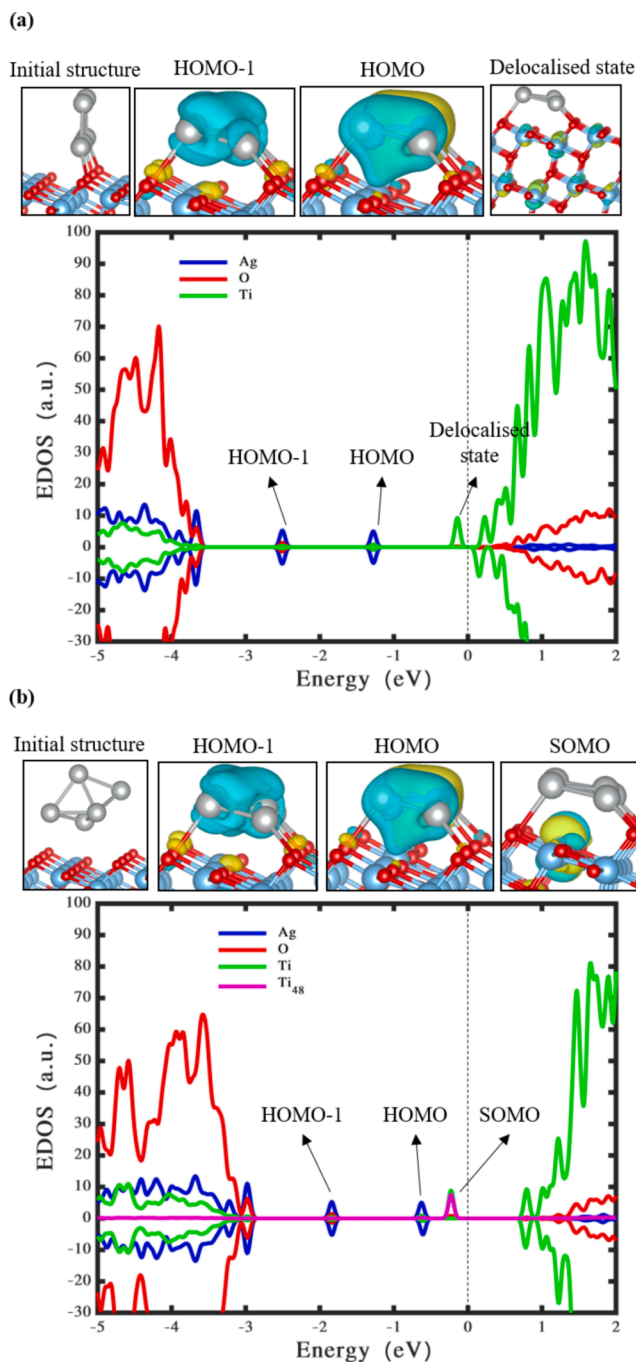 (a)
Initial structure
HOMO-1
HOMO
Delocalised state
100
90
80
70
60
50
40
30
20
10
0
-10
-20
-30
EDOS (a.u.)
Ag
O
Ti
HOMO-1
HOMO
Delocalised
state
-5 -4 -3 -2 -1 0 1 2
Energy (eV)
(b)
Initial structure
HOMO-1
HOMO
SOMO
100
90
80
70
60
50
40
30
20
10
0
-10
-20
-30
EDOS (a.u.)
Ag
O
Ti
Ti48
HOMO-1
HOMO
SOMO
-5 -4 -3 -2 -1 0 1 2
Energy (eV)